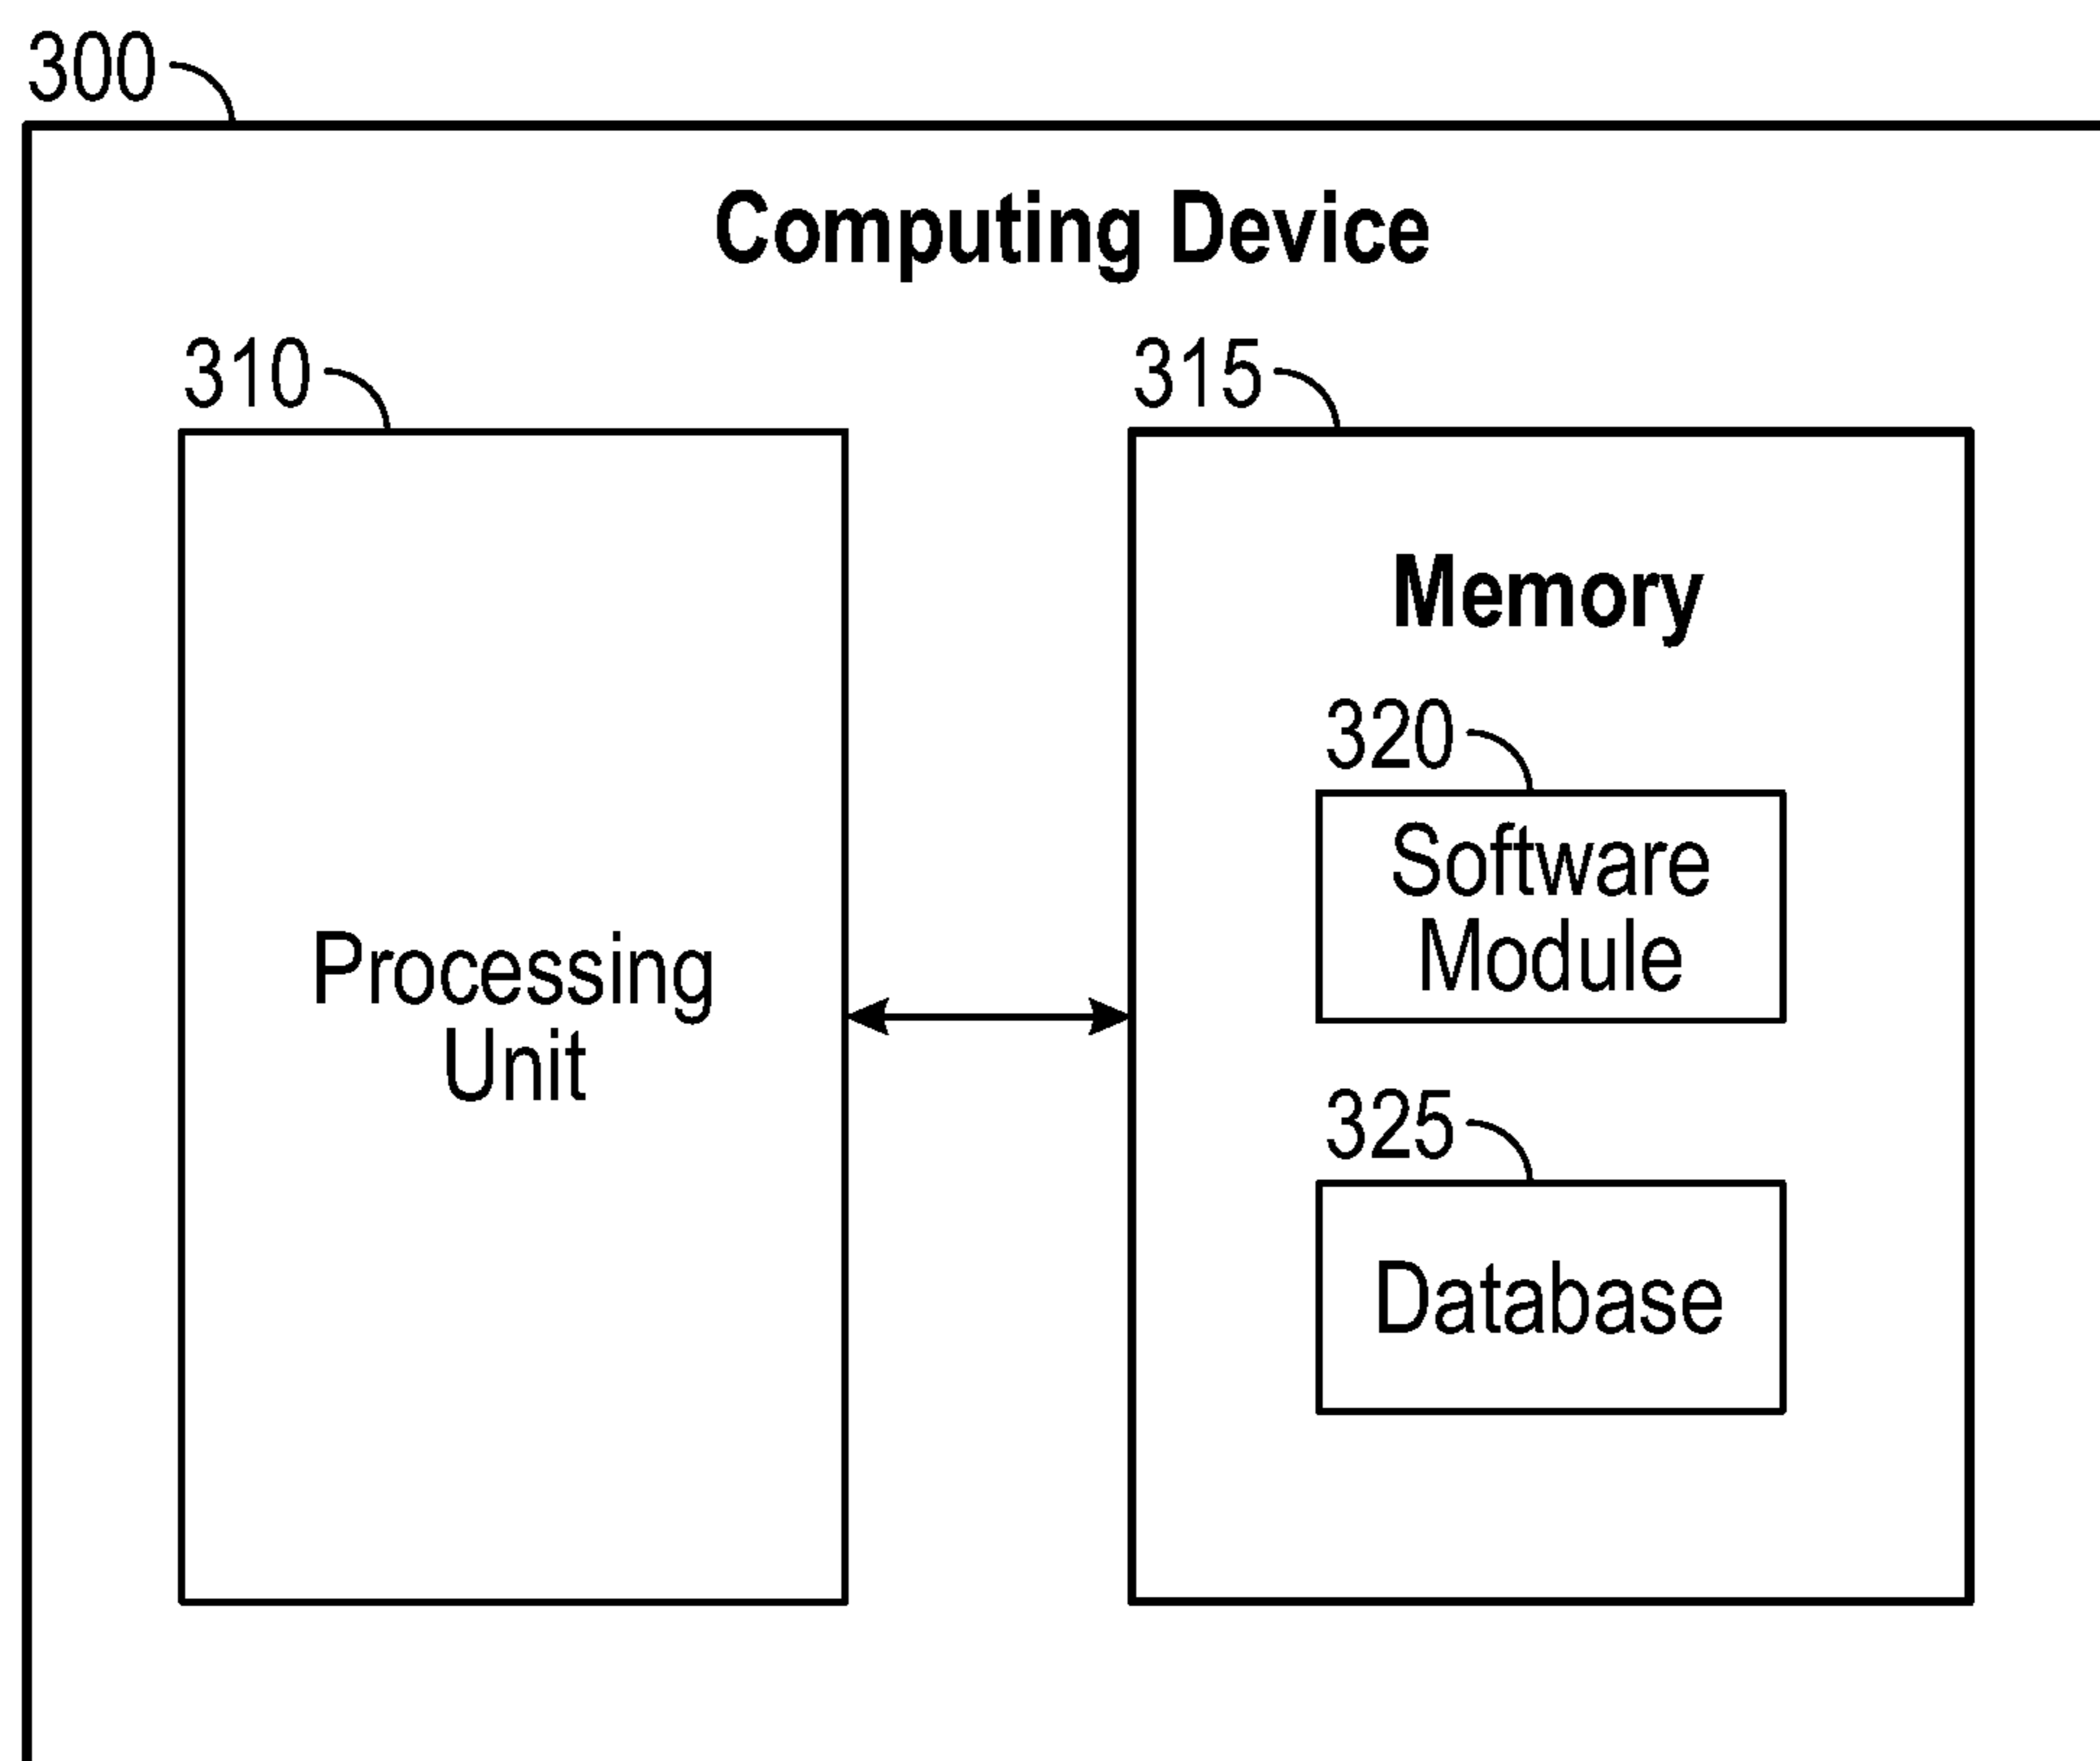 300
Computing Device
310
315
Memory
320
Software
Module
Processing
Unit
325
Database